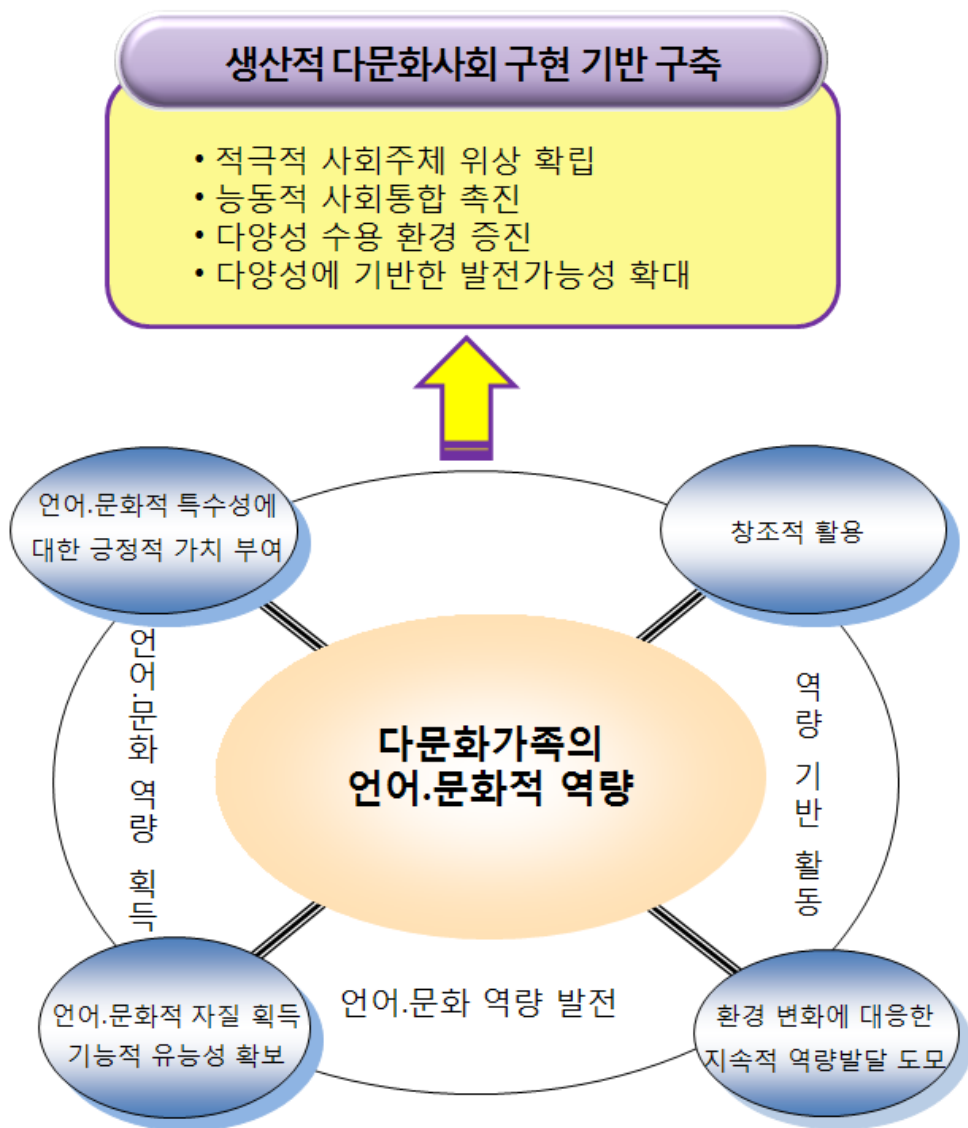 생산적 다문화사회 구현 기반 구축
• 적극적 사회주체 위상 확립
• 능동적 사회통합 촉진
• 다양성 수용 환경 증진
• 다양성에 기반한 발전가능성 확대
언어.문화적 특수성에
대한 긍정적 가치 부여
창조적 활용
언어.문화 역량 획득
다문화가족의
언어.문화적 역량
역량 기반 활동
언어.문화적 자질 획득
기능적 유능성 확보
언어.문화 역량 발전
환경 변화에 대응한
지속적 역량발달 도모